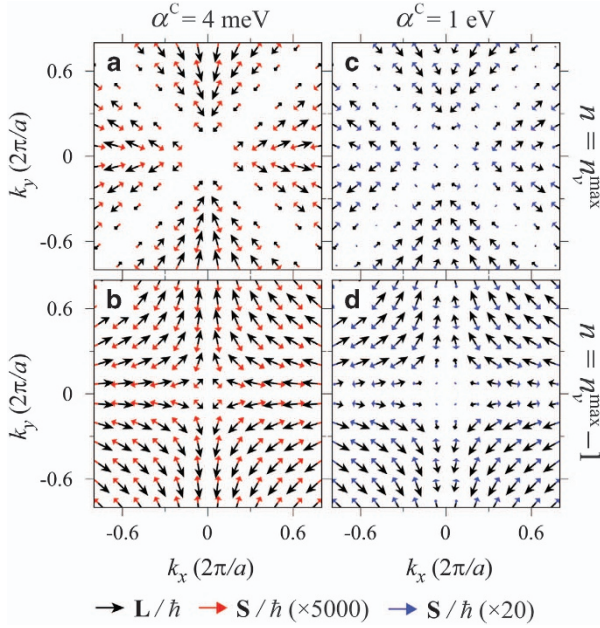 α^C = 4 meV
α^C = 1 eV
a
c
0.6
0
-0.6
k_y (2π/a)
n = n_v^max
b
d
0.6
0
-0.6
k_y (2π/a)
n = n_v^max −1
-0.6
0
0.6
-0.6
0
0.6
k_x (2π/a)
k_x (2π/a)
L / ħ
S / ħ (×5000)
S / ħ (×20)